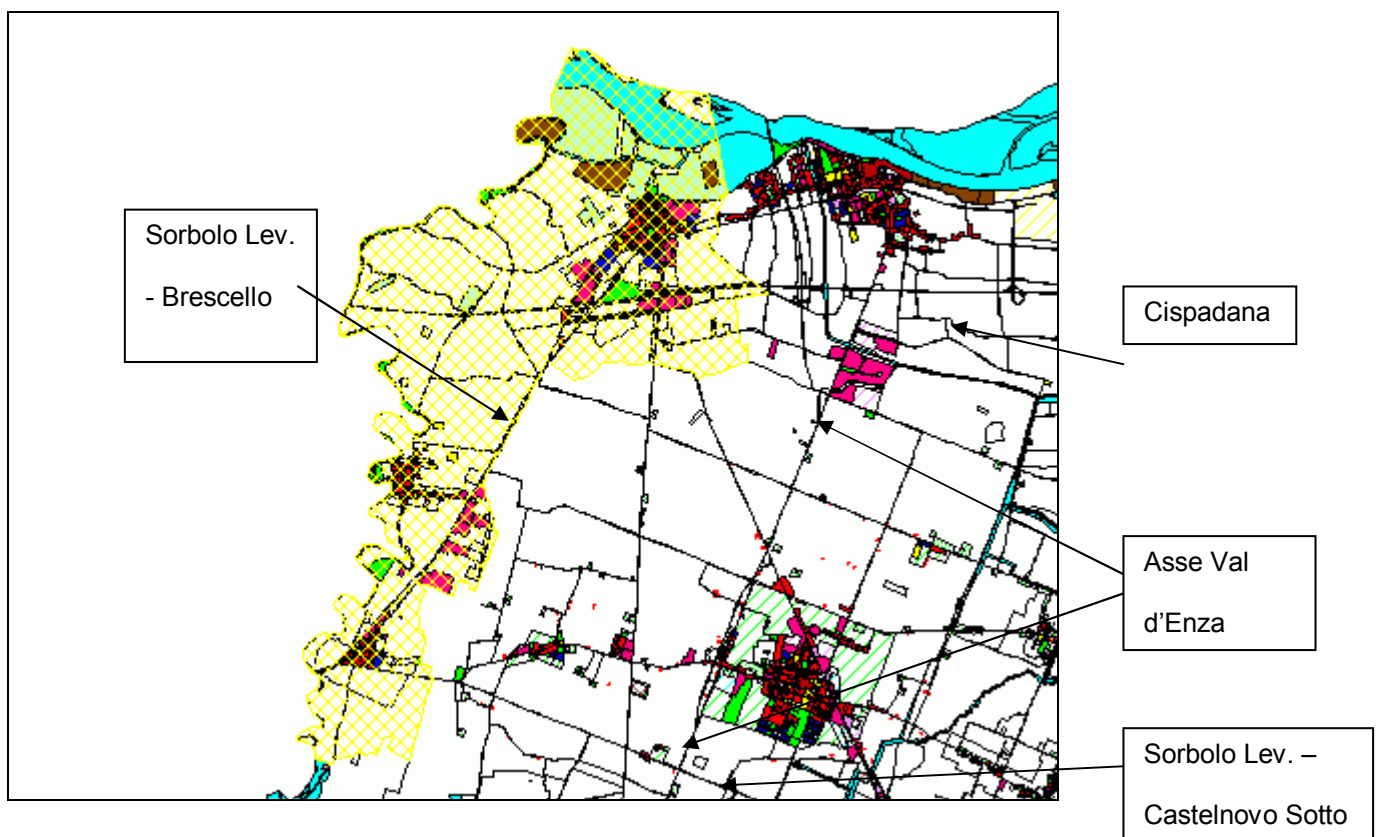 Sorbolo Lev.
- Brescello
Cispadana
Asse Val
d’Enza
Sorbolo Lev. –
Castelnovo Sotto